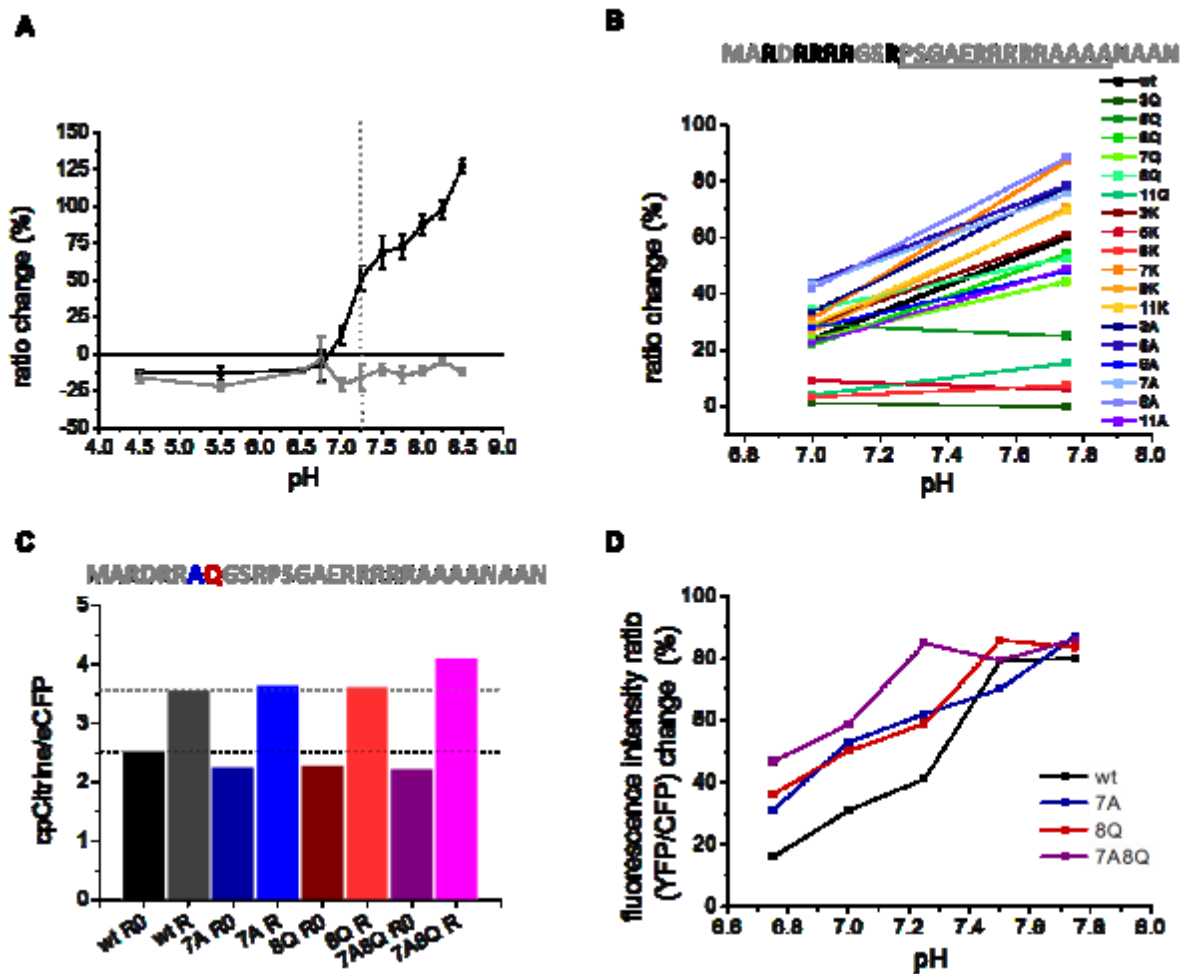 A
150
125
100
75
50
25
0
-25
-50
ratio change (%)
4.0 4.5 5.0 5.5 6.0 6.5 7.0 7.5 8.0 8.5 9.0
pH
B
MARDRRRRGSRPSGAERRRRRAAAANAAN
100
80
60
40
20
0
ratio change (%)
6.8 7.0 7.2 7.4 7.6 7.8 8.0
pH
wt
3Q
5Q
6Q
7Q
8Q
11Q
3K
5K
6K
7K
8K
11K
3A
5A
6A
7A
8A
11A
C
MARDRRAQGSRPSGAERRRRRAAAANAAN
5
4
3
2
1
0
cpCitrine/eCFP
wt R0
wt R
7A R0
7A R
8Q R0
8Q R
7A8Q R0
7A8Q R
D
100
80
60
40
20
0
fluorescence intensity ratio
(YFP/CFP) change (%)
6.6 6.8 7.0 7.2 7.4 7.6 7.8 8.0
pH
wt
7A
8Q
7A8Q